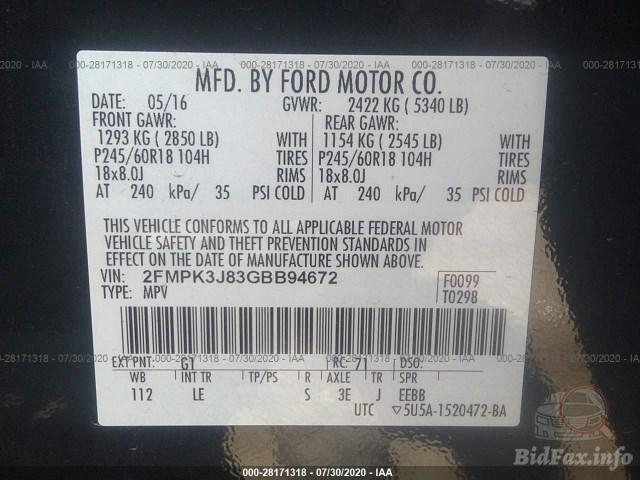 000-28171318 - 07/30/2020 - IAA
MFD. BY FORD MOTOR CO.
DATE: 05/16 GVWR: 2422 KG ( 5340 LB)
FRONT GAWR: REAR GAWR:
1293 KG ( 2850 LB) WITH 1154 KG ( 2545 LB) WITH
P245/60R18 104H TIRES P245/60R18 104H TIRES
18x8.0J RIMS 18x8.0J RIMS
AT 240 kPa/ 35 PSI COLD AT 240 kPa/ 35 PSI COLD
THIS VEHICLE CONFORMS TO ALL APPLICABLE FEDERAL MOTOR
VEHICLE SAFETY AND THEFT PREVENTION STANDARDS IN
EFFECT ON THE DATE OF MANUFACTURE SHOWN ABOVE.
VIN: 2FMPK3J83GBB94672 F0099
TYPE: MPV T0298
EXT PNT: G1 RC: 71 DSO:
WB INT TR TP/PS R AXLE TR SPR
112 LE S 3E J EEBB
UTC ▽5U5A-1520472-BA
BidFax.info
000-28171318 - 07/30/2020 - IAA